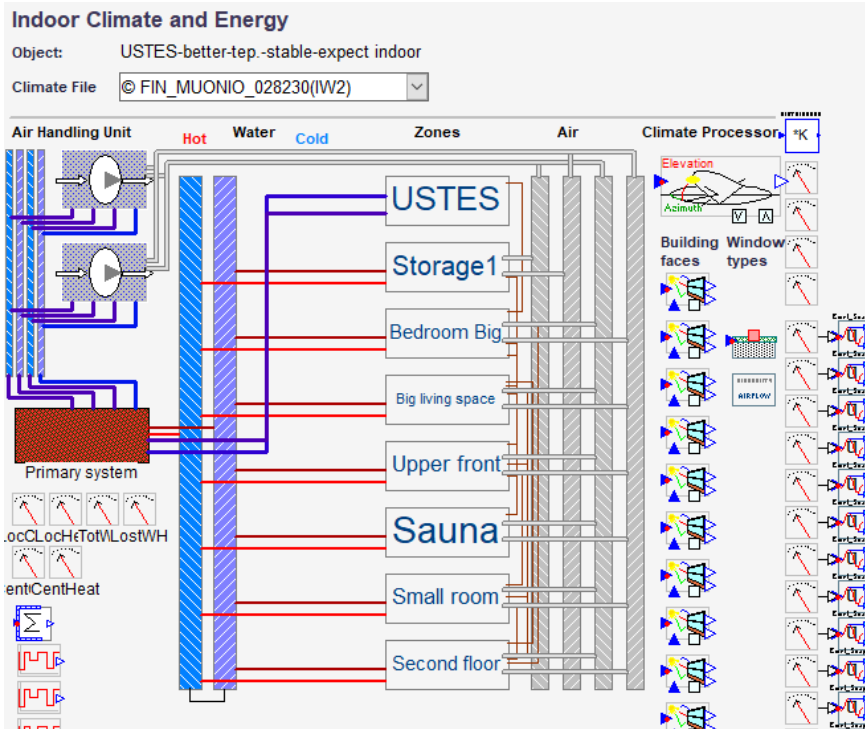 Indoor Climate and Energy
Object: USTES-better-tep.-stable-expect indoor
Climate File © FIN_MUONIO_028230(IW2)
Air Handling Unit Hot Water Cold Zones Air Climate Processor *K
Elevation
Azimuth
V A
USTES
Building faces
Window types
Storage1
Bedroom Big
Big living space
AIRFLOW
Upper front
Primary system
Sauna
Small room
Second floor
LostWH
CentHeat
Σ